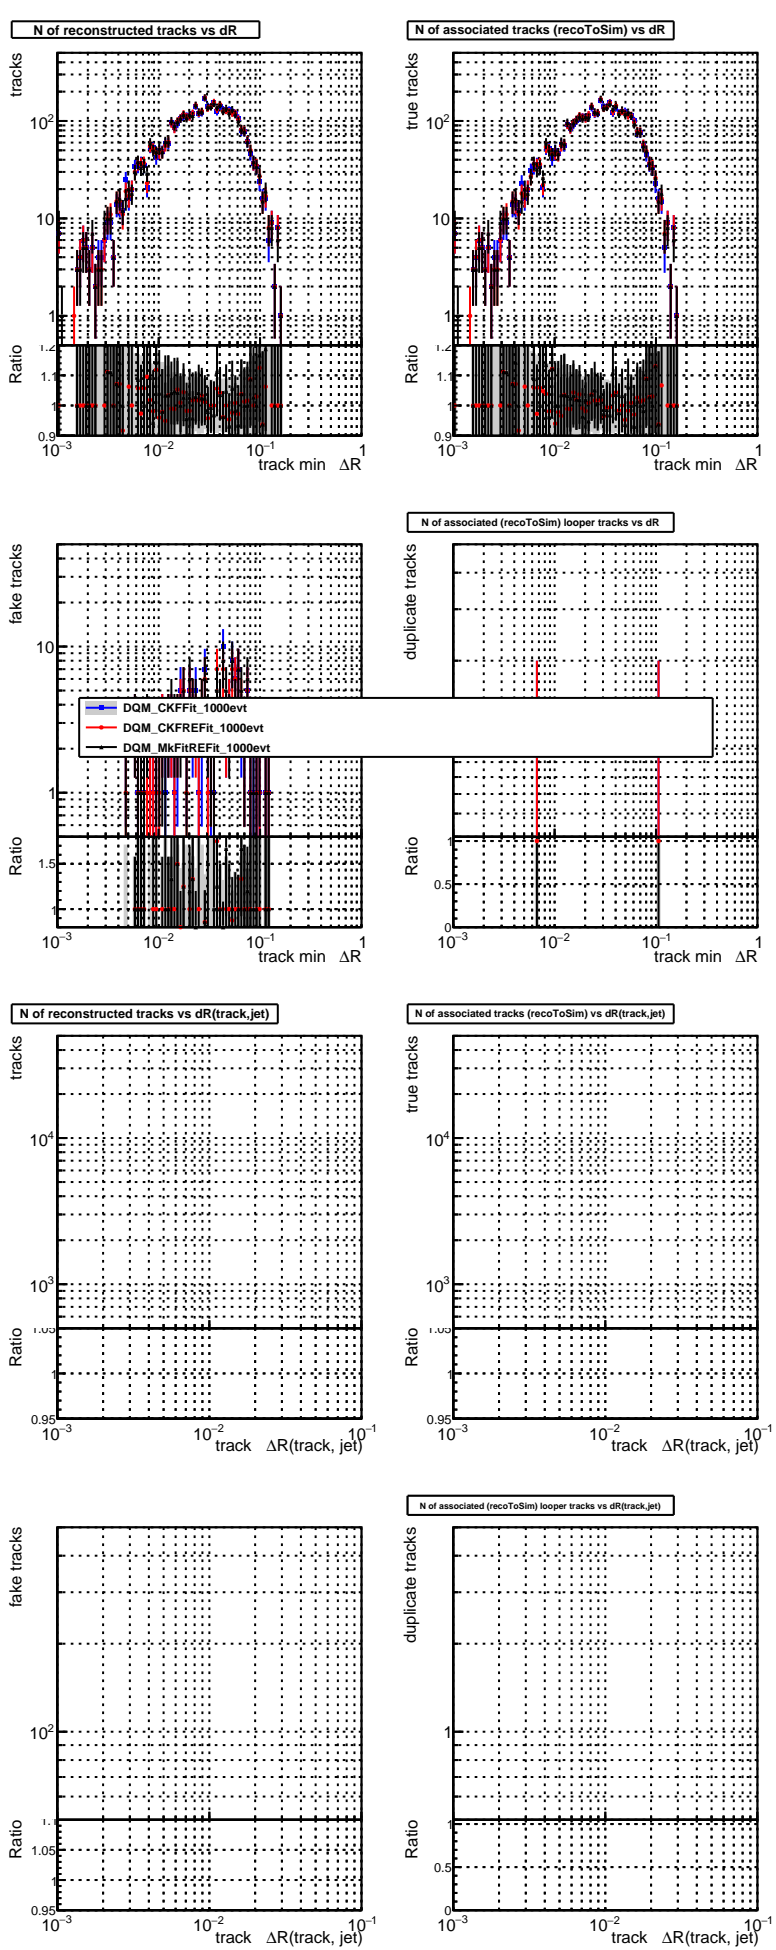 N of reconstructed tracks vs dR
tracks
10²
10
1
Ratio
1.2
1.1
1
0.9
10⁻³
10⁻²
10⁻¹
1
track min ΔR
N of associated tracks (recoToSim) vs dR
true tracks
10²
10
1
Ratio
1.2
1.1
1
0.9
10⁻³
10⁻²
10⁻¹
1
track min ΔR
fake tracks
10
1
Ratio
1.5
1
10⁻³
10⁻²
10⁻¹
1
track min ΔR
N of associated (recoToSim) looper tracks vs dR
duplicate tracks
Ratio
1
0.5
0
10⁻³
10⁻²
10⁻¹
1
track min ΔR
DQM_CKFFit_1000evt
DQM_CKFREFit_1000evt
DQM_MkFitREFit_1000evt
N of reconstructed tracks vs dR(track,jet)
tracks
10⁴
10³
Ratio
1.05
1
0.95
10⁻³
10⁻²
10⁻¹
track ΔR(track, jet)
N of associated tracks (recoToSim) vs dR(track,jet)
true tracks
10⁴
10³
Ratio
1.05
1
0.95
10⁻³
10⁻²
10⁻¹
track ΔR(track, jet)
fake tracks
10²
Ratio
1.1
1.05
1
0.95
10⁻³
10⁻²
10⁻¹
track ΔR(track, jet)
N of associated (recoToSim) looper tracks vs dR(track,jet)
duplicate tracks
1
Ratio
1
0.5
0
10⁻³
10⁻²
10⁻¹
track ΔR(track, jet)